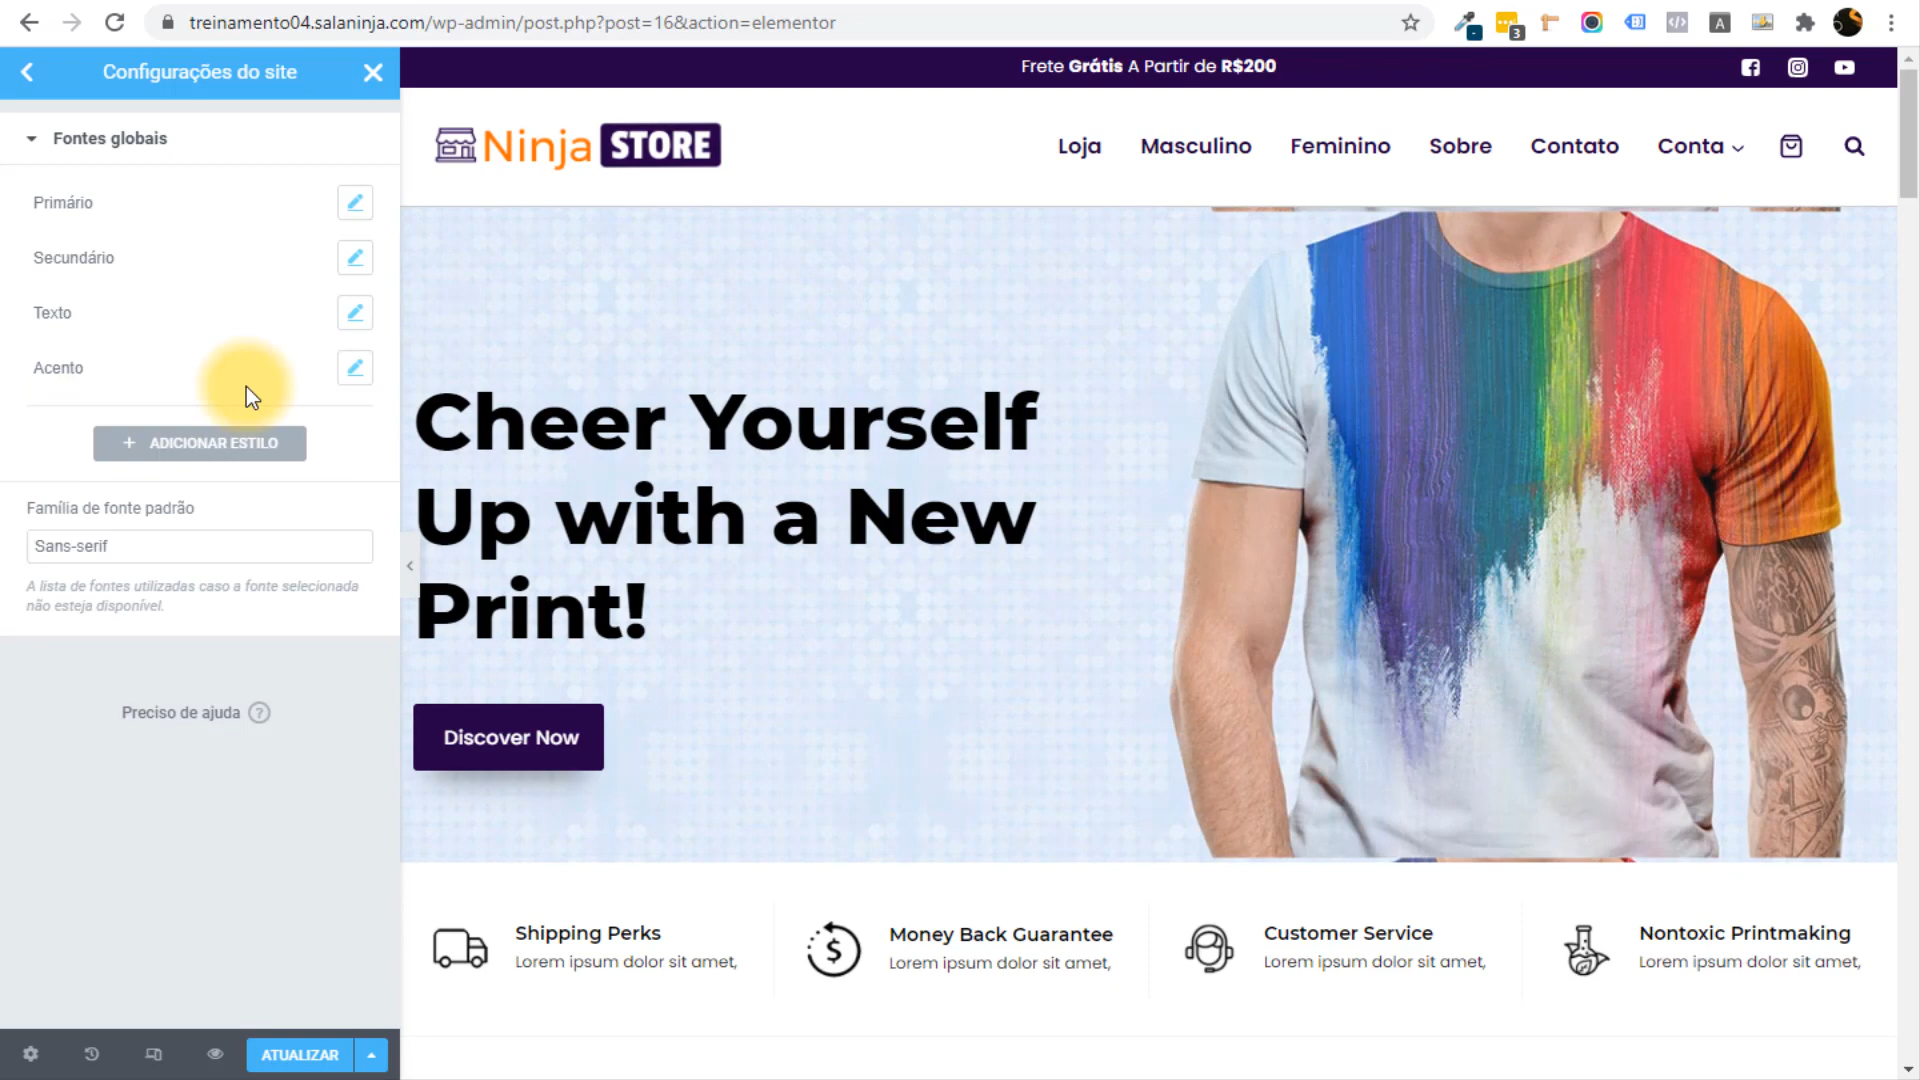 treinamento04.salaninja.com/wp-admin/post.php?post=16&action=elementor
3
A
Configurações do site
Fontes globais
Primário
Secundário
Texto
Acento
+ ADICIONAR ESTILO
Família de fonte padrão
Sans-serif
A lista de fontes utilizadas caso a fonte selecionada
não esteja disponível.
Preciso de ajuda ?
ATUALIZAR
Frete Grátis A Partir de R$200
Ninja STORE
Loja
Masculino
Feminino
Sobre
Contato
Conta
Cheer Yourself
Up with a New
Print!
Discover Now
Shipping Perks
Lorem ipsum dolor sit amet,
Money Back Guarantee
Lorem ipsum dolor sit amet,
Customer Service
Lorem ipsum dolor sit amet,
Nontoxic Printmaking
Lorem ipsum dolor sit amet,